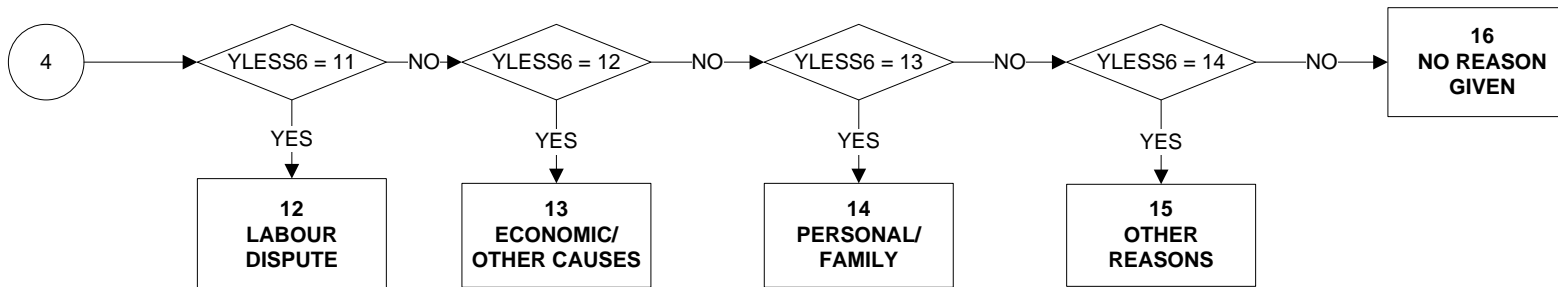 4
YLESS6 = 11
NO
YLESS6 = 12
NO
YLESS6 = 13
NO
YLESS6 = 14
NO
16
NO REASON
GIVEN
YES
YES
YES
YES
12
LABOUR
DISPUTE
13
ECONOMIC/
OTHER CAUSES
14
PERSONAL/
FAMILY
15
OTHER
REASONS